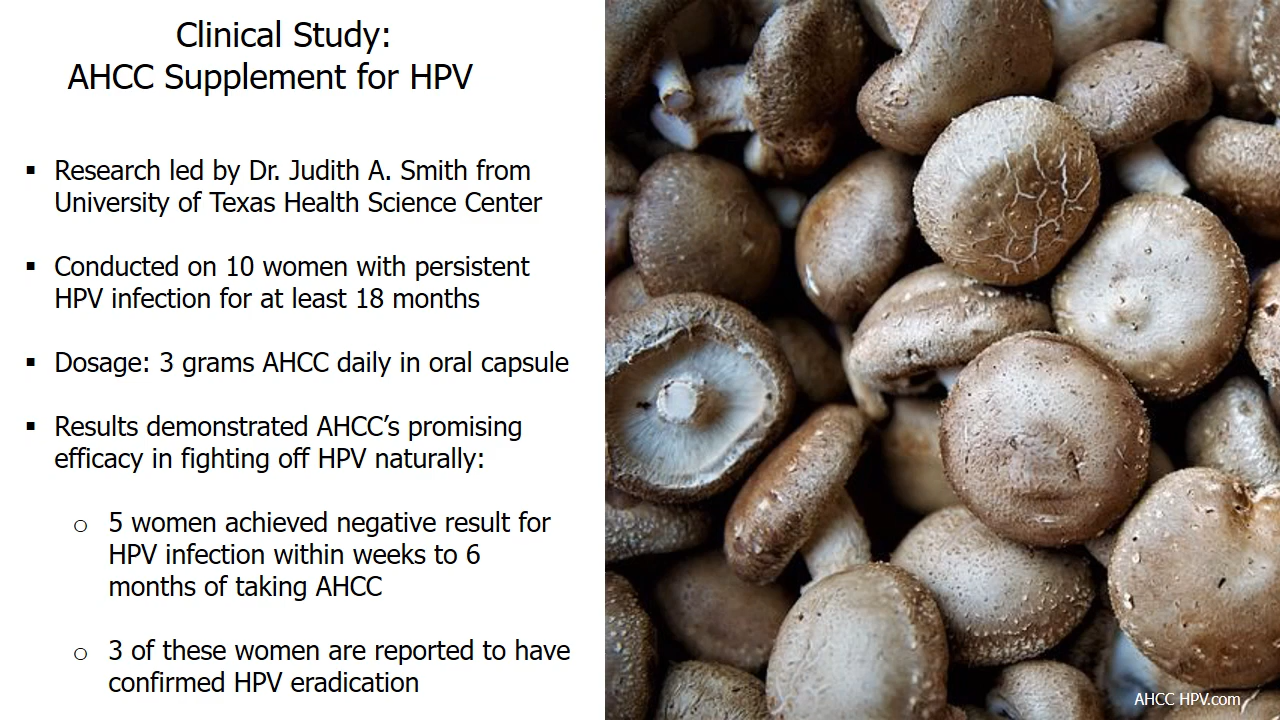 Clinical Study:
AHCC Supplement for HPV
▪ Research led by Dr. Judith A. Smith from
University of Texas Health Science Center
▪ Conducted on 10 women with persistent
HPV infection for at least 18 months
▪ Dosage: 3 grams AHCC daily in oral capsule
▪ Results demonstrated AHCC’s promising
efficacy in fighting off HPV naturally:
o 5 women achieved negative result for
HPV infection within weeks to 6
months of taking AHCC
o 3 of these women are reported to have
confirmed HPV eradication
AHCC HPV.com